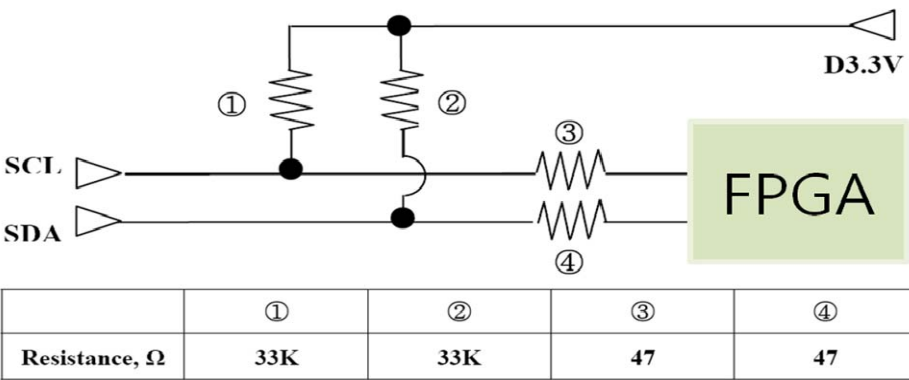 D3.3V
①
②
③
SCL
FPGA
SDA
④
① ② ③ ④
Resistance, Ω 33K 33K 47 47